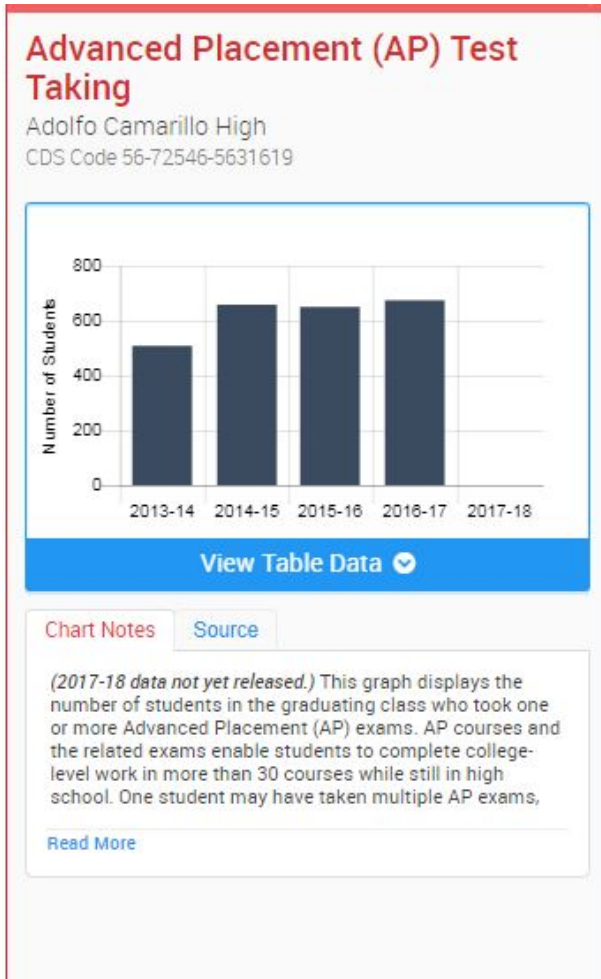 Advanced Placement (AP) Test
Taking
Adolfo Camarillo High
CDS Code 56-72546-5631619
800
600
400
200
0
Number of Students
2013-14 2014-15 2015-16 2016-17 2017-18
View Table Data
Chart Notes Source
(2017-18 data not yet released.) This graph displays the
number of students in the graduating class who took one
or more Advanced Placement (AP) exams. AP courses and
the related exams enable students to complete college-
level work in more than 30 courses while still in high
school. One student may have taken multiple AP exams,
Read More